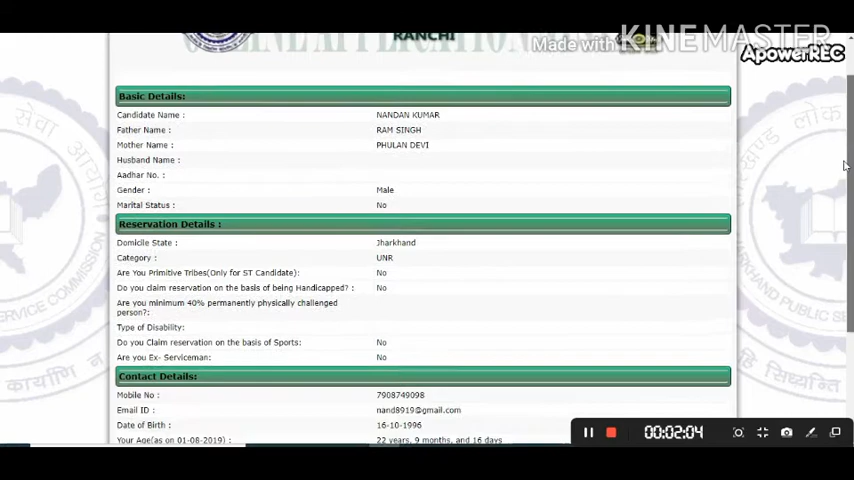 RANCHI
Made with KINEMASTER
ApowerREC
Basic Details:
Candidate Name : NANDAN KUMAR
Father Name : RAM SINGH
Mother Name : PHULAN DEVI
Husband Name :
Aadhar No. :
Gender : Male
Marital Status : No
Reservation Details :
Domicile State : Jharkhand
Category : UNR
Are You Primitive Tribes(Only for ST Candidate): No
Do you claim reservation on the basis of being Handicapped? : No
Are you minimum 40% permanently physically challenged
person?:
Type of Disability:
Do you Claim reservation on the basis of Sports: No
Are you Ex- Serviceman: No
Contact Details:
Mobile No : 7908749098
Email ID : nand8919@gmail.com
Date of Birth : 16-10-1996
Your Age(as on 01-08-2019) : 22 years, 9 months, and 16 days
00:02:04